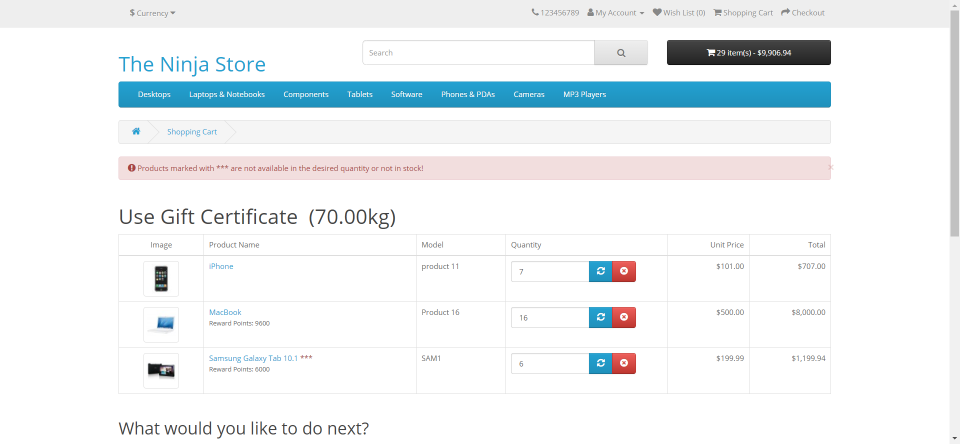 $ Currency
123456789 My Account Wish List (0) Shopping Cart Checkout
The Ninja Store
Search
29 item(s) - $9,906.94
Desktops Laptops & Notebooks Components Tablets Software Phones & PDAs Cameras MP3 Players
Shopping Cart
Products marked with *** are not available in the desired quantity or not in stock!
×
Use Gift Certificate (70.00kg)
Image Product Name Model Quantity Unit Price Total
iPhone product 11 7 $101.00 $707.00
MacBook Product 16 16 $500.00 $8,000.00
Reward Points: 9600
Samsung Galaxy Tab 10.1 *** SAM1 6 $199.99 $1,199.94
Reward Points: 6000
What would you like to do next?